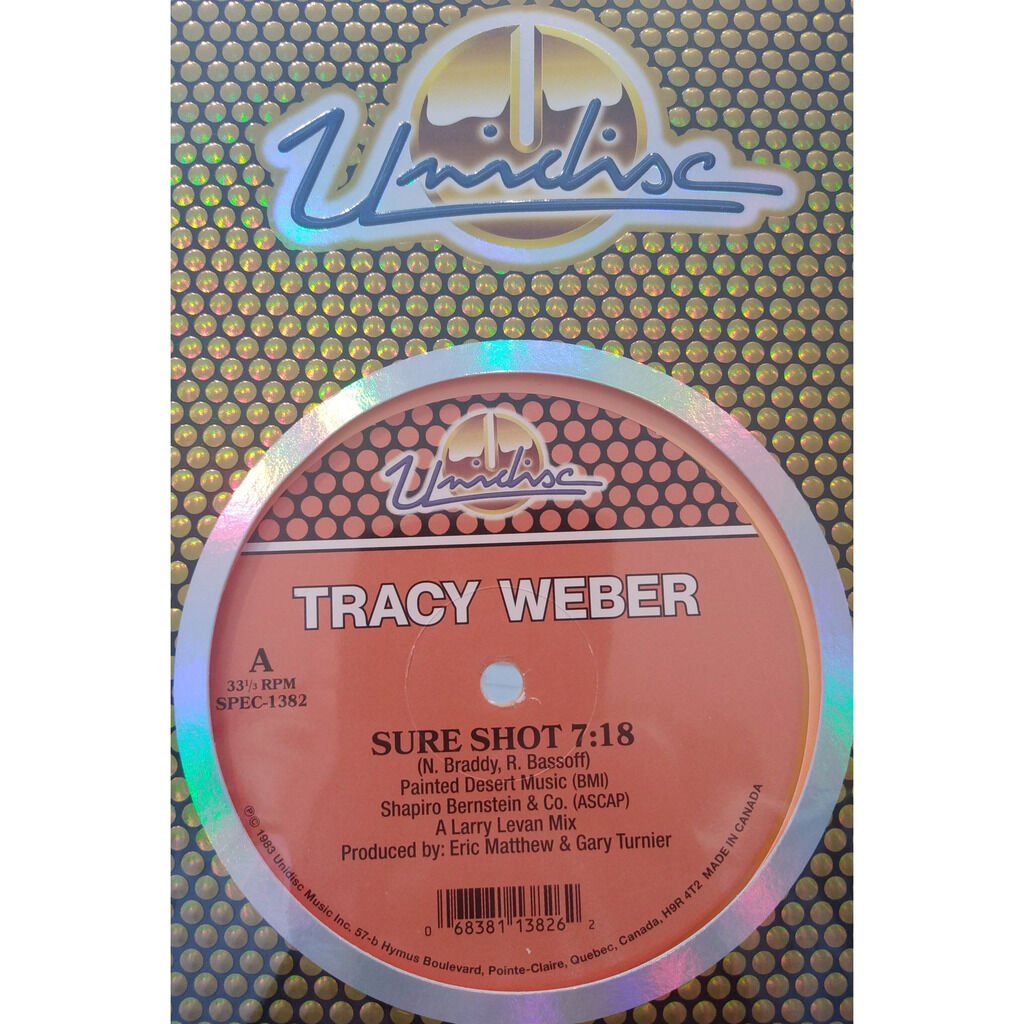 Unidisc
Unidisc
TRACY WEBER
A
33 1/3 RPM
SPEC-1382
SURE SHOT 7:18
(N. Braddy, R. Bassoff)
Painted Desert Music (BMI)
Shapiro Bernstein & Co. (ASCAP)
A Larry Levan Mix
Produced by: Eric Matthew & Gary Turnier
0 68381 13826 2
℗ © 1983 Unidisc Music Inc. 57-b Hymus Boulevard, Pointe-Claire, Quebec, Canada, H9R 4T2 MADE IN CANADA